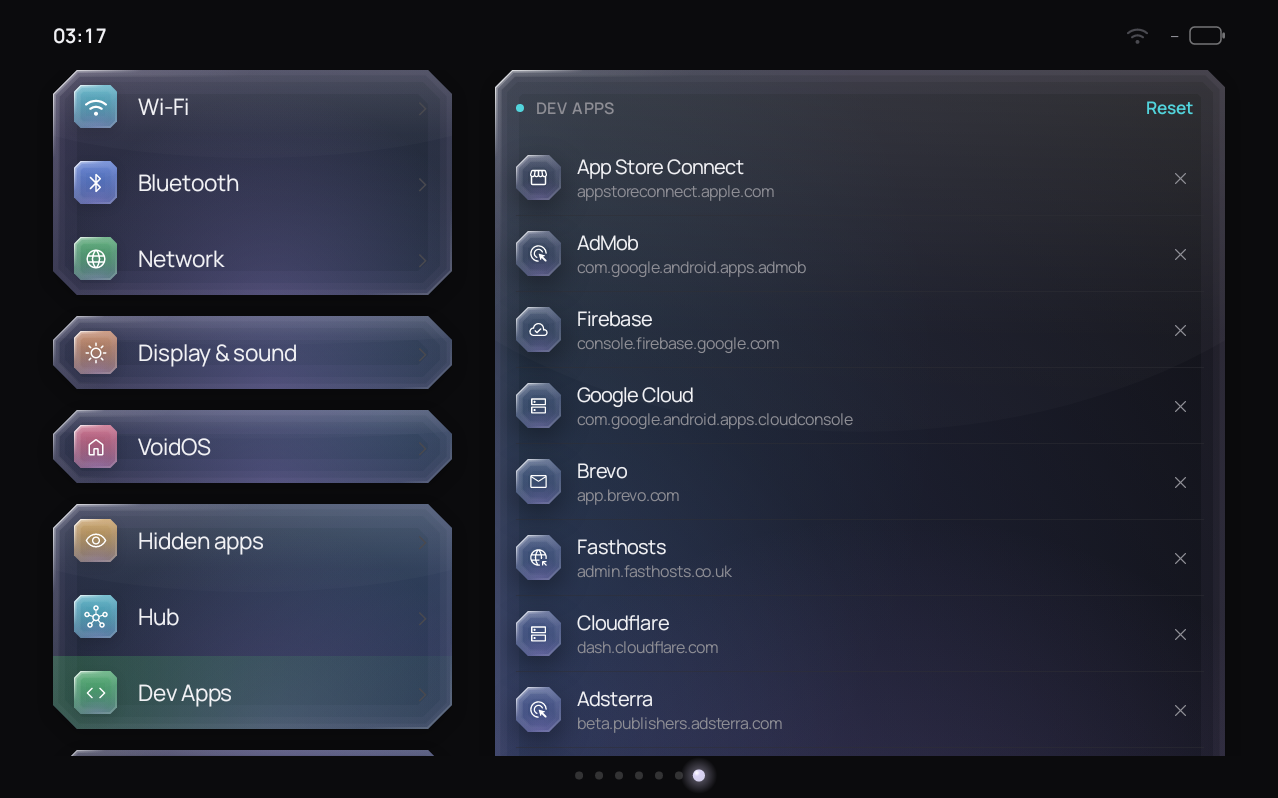 03:17
Wi-Fi
Bluetooth
Network
Display & sound
VoidOS
Hidden apps
Hub
Dev Apps
DEV APPS
Reset
App Store Connect
appstoreconnect.apple.com
AdMob
com.google.android.apps.admob
Firebase
console.firebase.google.com
Google Cloud
com.google.android.apps.cloudconsole
Brevo
app.brevo.com
Fasthosts
admin.fasthosts.co.uk
Cloudflare
dash.cloudflare.com
Adsterra
beta.publishers.adsterra.com